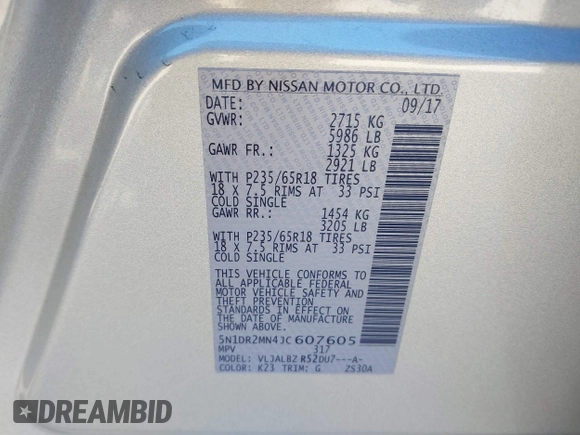 MFD BY NISSAN MOTOR CO., LTD.
DATE: 09/17
GVWR: 2715 KG
5986 LB
GAWR FR.: 1325 KG
2921 LB
WITH P235/65R18 TIRES
18 X 7.5 RIMS AT 33 PSI
COLD SINGLE
GAWR RR.: 1454 KG
3205 LB
WITH P235/65R18 TIRES
18 X 7.5 RIMS AT 33 PSI
COLD SINGLE
THIS VEHICLE CONFORMS TO
ALL APPLICABLE FEDERAL
MOTOR VEHICLE SAFETY AND
THEFT PREVENTION
STANDARDS IN EFFECT ON
THE DATE OF MANUFACTURE
SHOWN ABOVE.
5N1DR2MN4JC607605
MPV 317
MODEL: VLJALBZ R52DU7---A-
COLOR: K23 TRIM: G ZS30A
DREAMBID